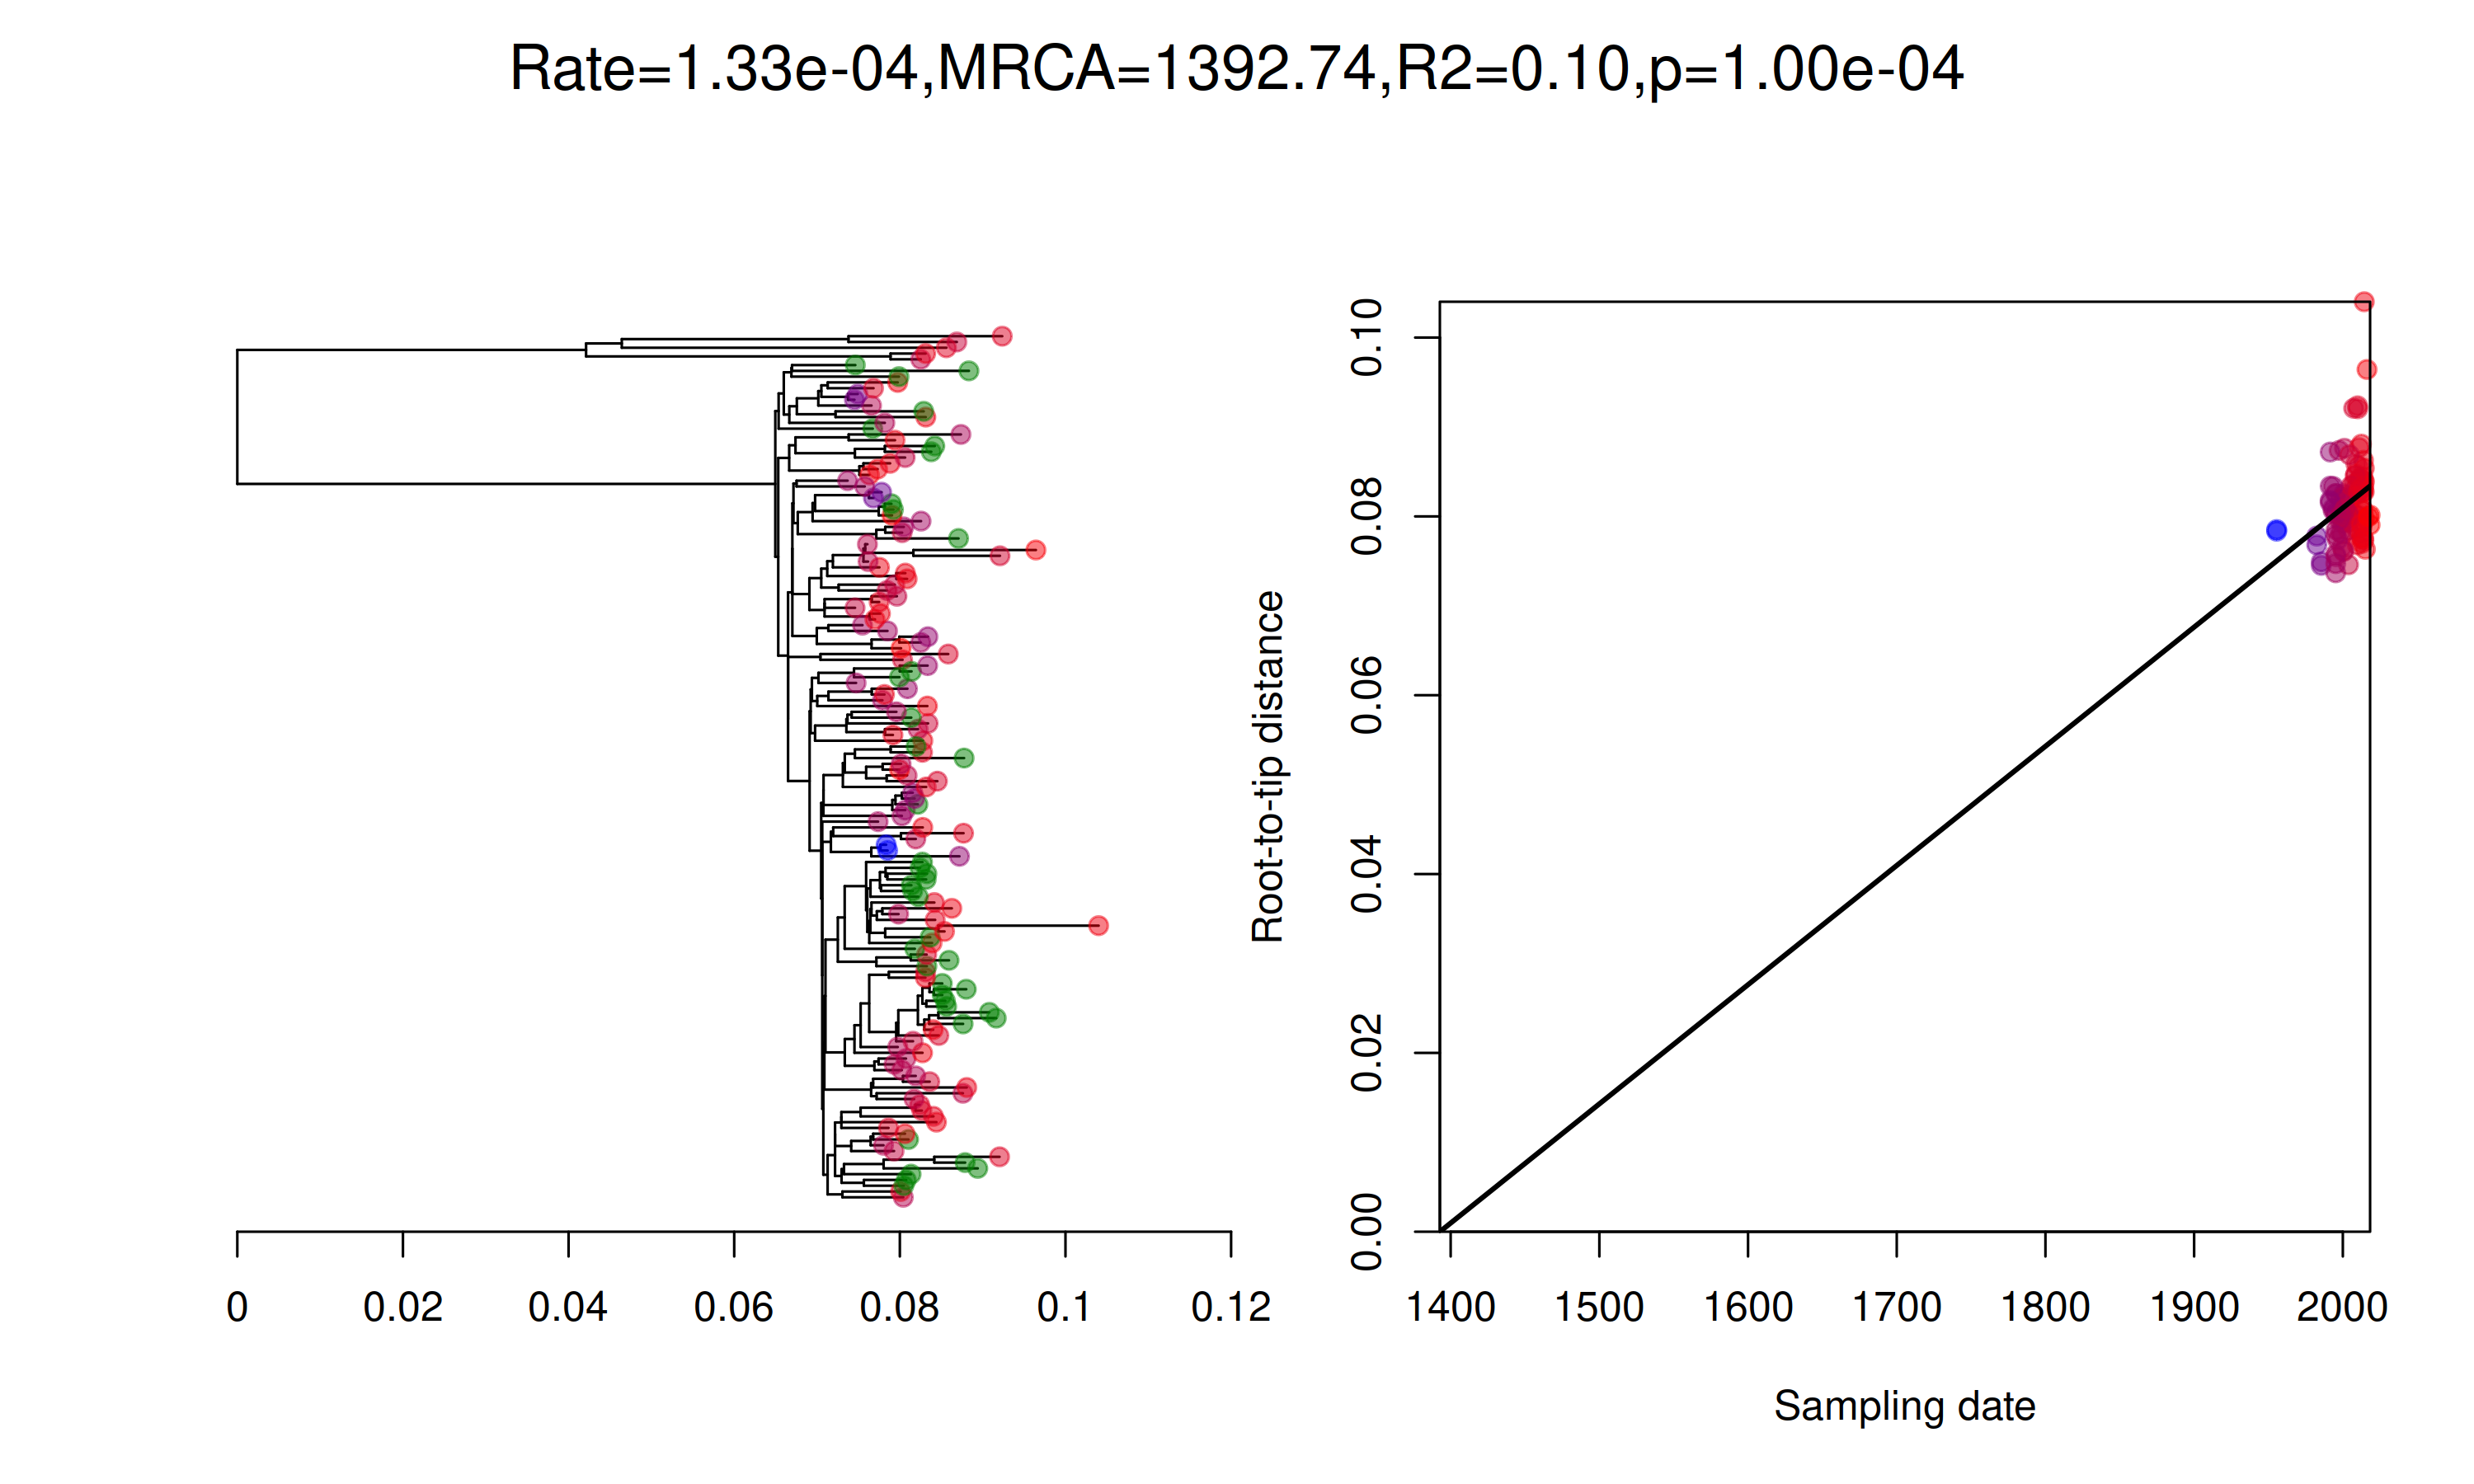 Rate=1.33e-04,MRCA=1392.74,R2=0.10,p=1.00e-04
0 0.02 0.04 0.06 0.08 0.1 0.12
Root-to-tip distance
0.10
0.08
0.06
0.04
0.02
0.00
1400 1500 1600 1700 1800 1900 2000
Sampling date